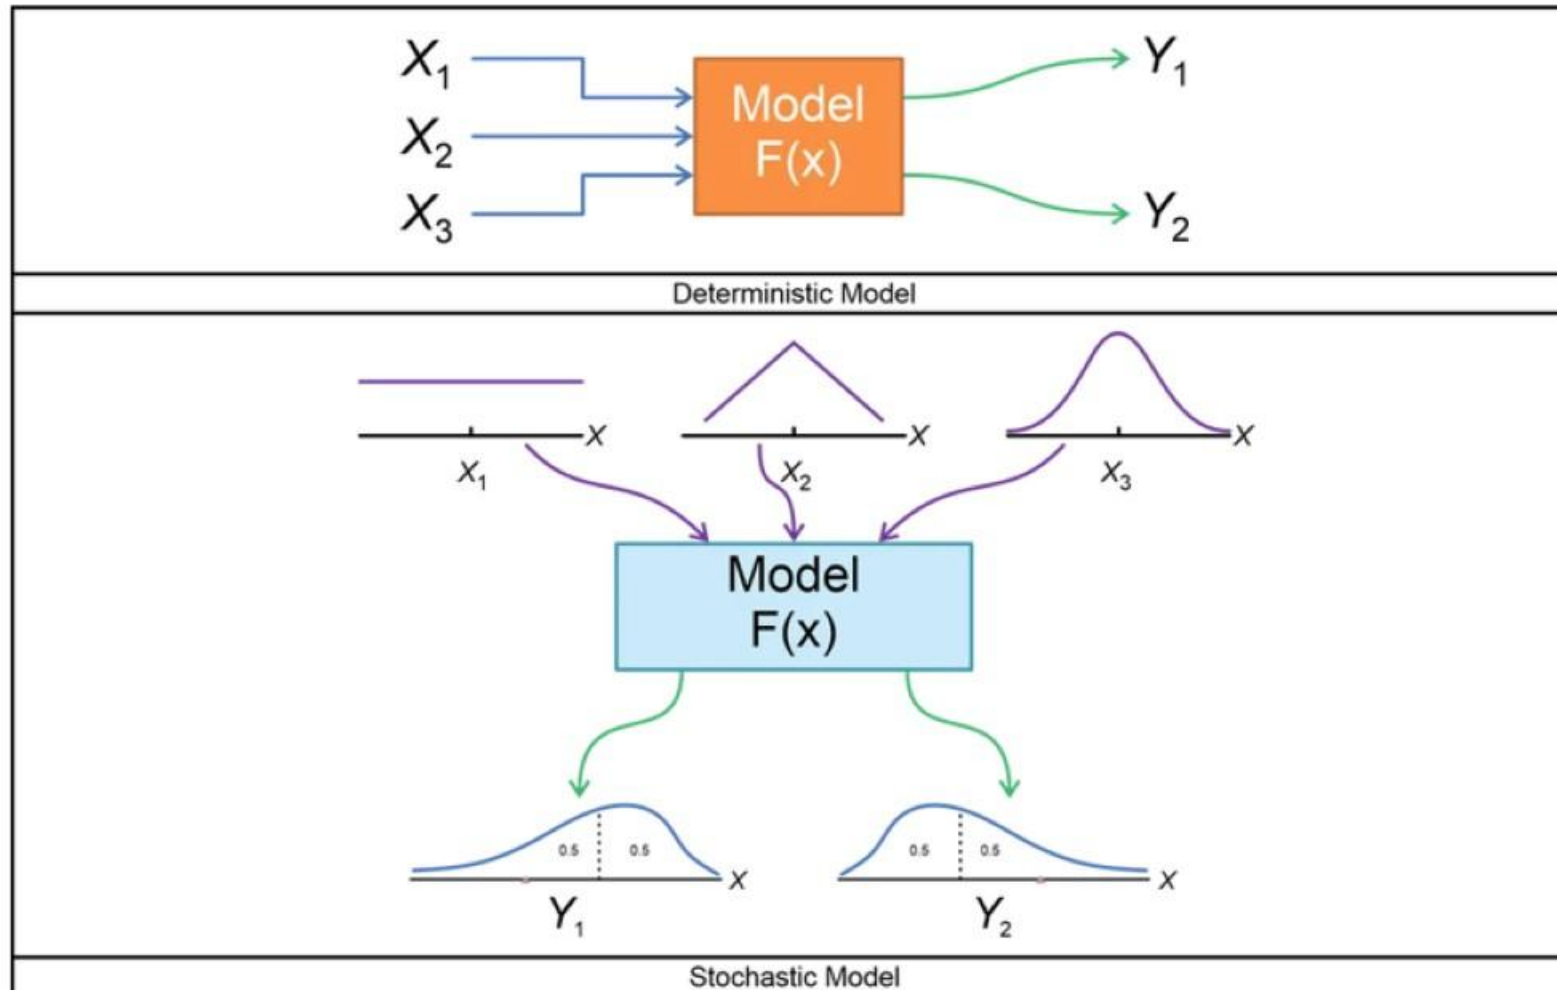 X₁
X₂
X₃
Model
F(x)
Y₁
Y₂
Deterministic Model
X
X
X
X₁
X₂
X₃
Model
F(x)
0.5
0.5
0.5
0.5
X
X
Y₁
Y₂
Stochastic Model